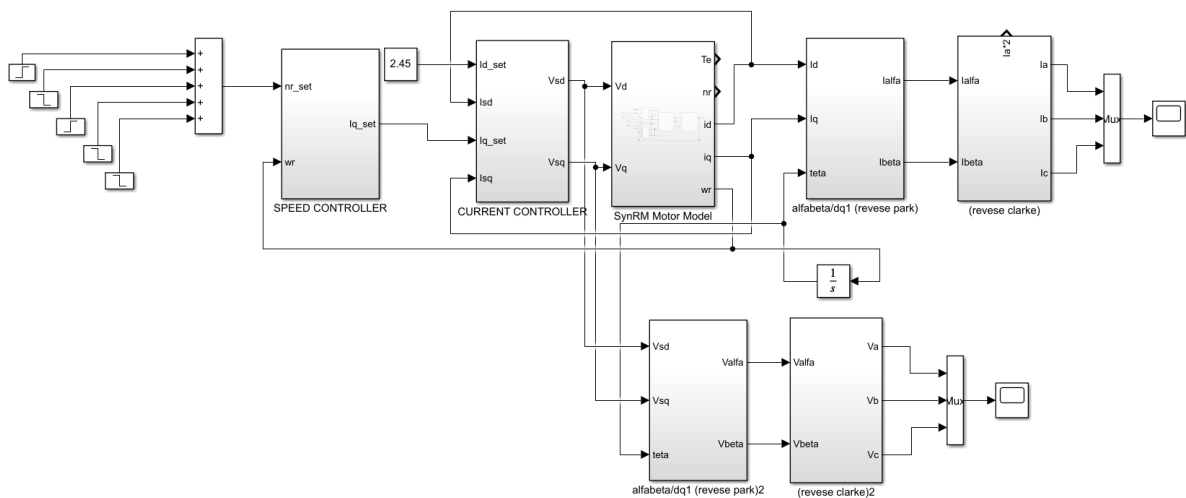 +
+
+
+
+
nr_set
wr
Iq_set
SPEED CONTROLLER
2.45
Id_set
Isd
Iq_set
Isq
Vsd
Vsq
CURRENT CONTROLLER
Vd
Vq
Te
nr
id
iq
wr
SynRM Motor Model
Id
Iq
teta
Ialfa
Ibeta
alfabeta/dq1 (revese park)
Ia*2
Ialfa
Ibeta
Ia
Ib
Ic
(revese clarke)
Mux
1
s
Vsd
Vsq
teta
Valfa
Vbeta
alfabeta/dq1 (revese park)2
Valfa
Vbeta
Va
Vb
Vc
(revese clarke)2
Mux